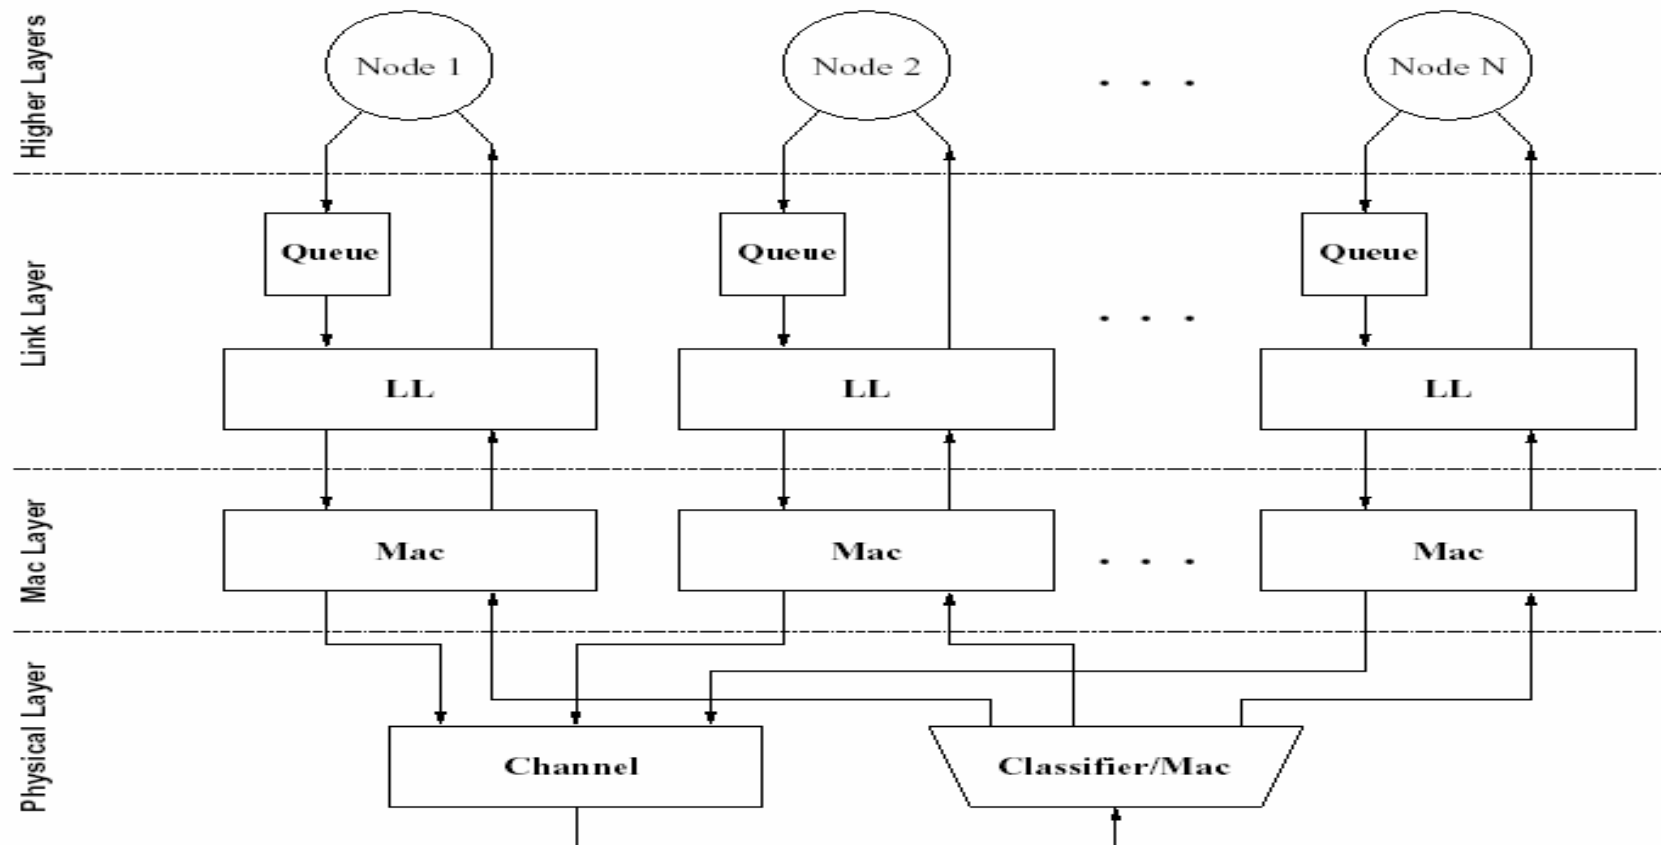 Higher Layers
Node 1
Node 2
. . .
Node N
Link Layer
Queue
Queue
Queue
. . .
LL
LL
LL
Mac Layer
Mac
Mac
. . .
Mac
Physical Layer
Channel
Classifier/Mac